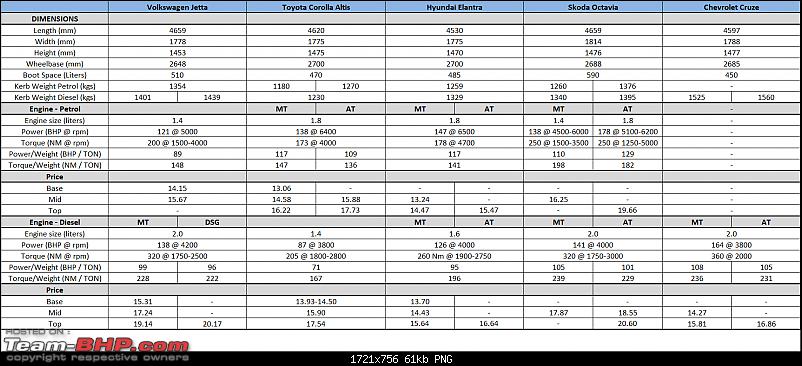 Volkswagen Jetta Toyota Corolla Altis Hyundai Elantra Skoda Octavia Chevrolet Cruze
DIMENSIONS
Length (mm) 4659 4620 4530 4659 4597
Width (mm) 1778 1775 1775 1814 1788
Height (mm) 1453 1475 1470 1476 1477
Wheelbase (mm) 2648 2700 2700 2688 2685
Boot Space (Liters) 510 470 485 590 450
Kerb Weight Petrol (kgs) 1354 1180 1270 1259 1260 1376 -
Kerb Weight Diesel (kgs) 1401 1439 1230 1329 1340 1395 1525 1560
Engine - Petrol MT AT MT AT MT AT -
Engine size (liters) 1.4 1.8 1.8 1.4 1.8 -
Power (BHP @ rpm) 121 @ 5000 138 @ 6400 147 @ 6500 138 @ 4500-6000 178 @ 5100-6200 -
Torque (NM @ rpm) 200 @ 1500-4000 173 @ 4000 178 @ 4700 250 @ 1500-3500 250 @ 1250-5000 -
Power/Weight (BHP / TON) 89 117 109 117 110 129 -
Torque/Weight (NM / TON) 148 147 136 141 198 182 -
Price
Base 14.15 13.06 - - - - - -
Mid 15.67 14.58 15.88 13.24 - 16.25 - -
Top - 16.22 17.73 14.47 15.47 - 19.66 -
Engine - Diesel MT DSG MT AT MT AT MT AT
Engine size (liters) 2.0 1.4 1.6 2.0 2.0
Power (BHP @ rpm) 138 @ 4200 87 @ 3800 126 @ 4000 141 @ 4000 164 @ 3800
Torque (NM @ rpm) 320 @ 1750-2500 205 @ 1800-2800 260 Nm @ 1900-2750 320 @ 1750-3000 360 @ 2000
Power/Weight (BHP / TON) 99 96 71 95 105 101 108 105
Torque/Weight (NM / TON) 228 222 167 196 239 229 236 231
Price
Base 15.31 - 13.93-14.50 13.70 - - - - -
Mid 17.24 - 15.90 14.43 - 17.87 18.55 14.27 -
Top 19.14 20.17 17.54 15.64 16.64 - 20.60 15.81 16.86
HOSTED ON :
Team-BHP.com
copyright respective owners
1721x756 61kb PNG